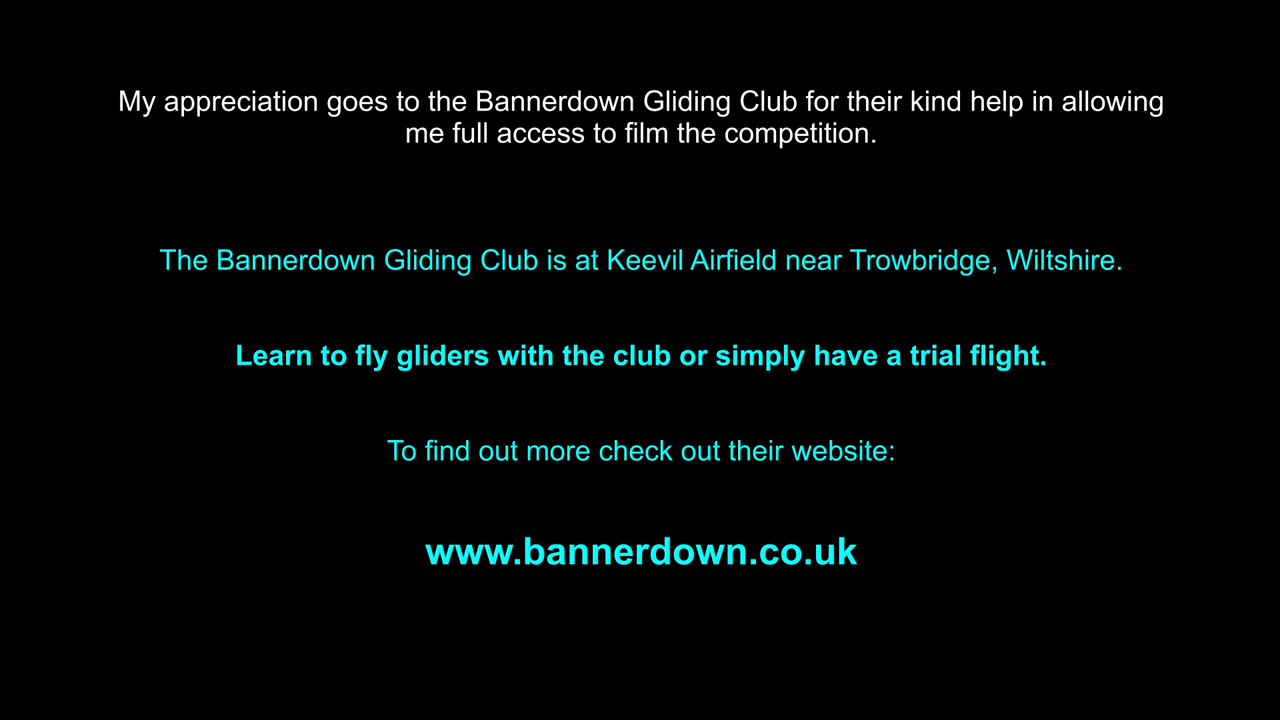 My appreciation goes to the Bannerdown Gliding Club for their kind help in allowing
me full access to film the competition.
The Bannerdown Gliding Club is at Keevil Airfield near Trowbridge, Wiltshire.
Learn to fly gliders with the club or simply have a trial flight.
To find out more check out their website:
www.bannerdown.co.uk